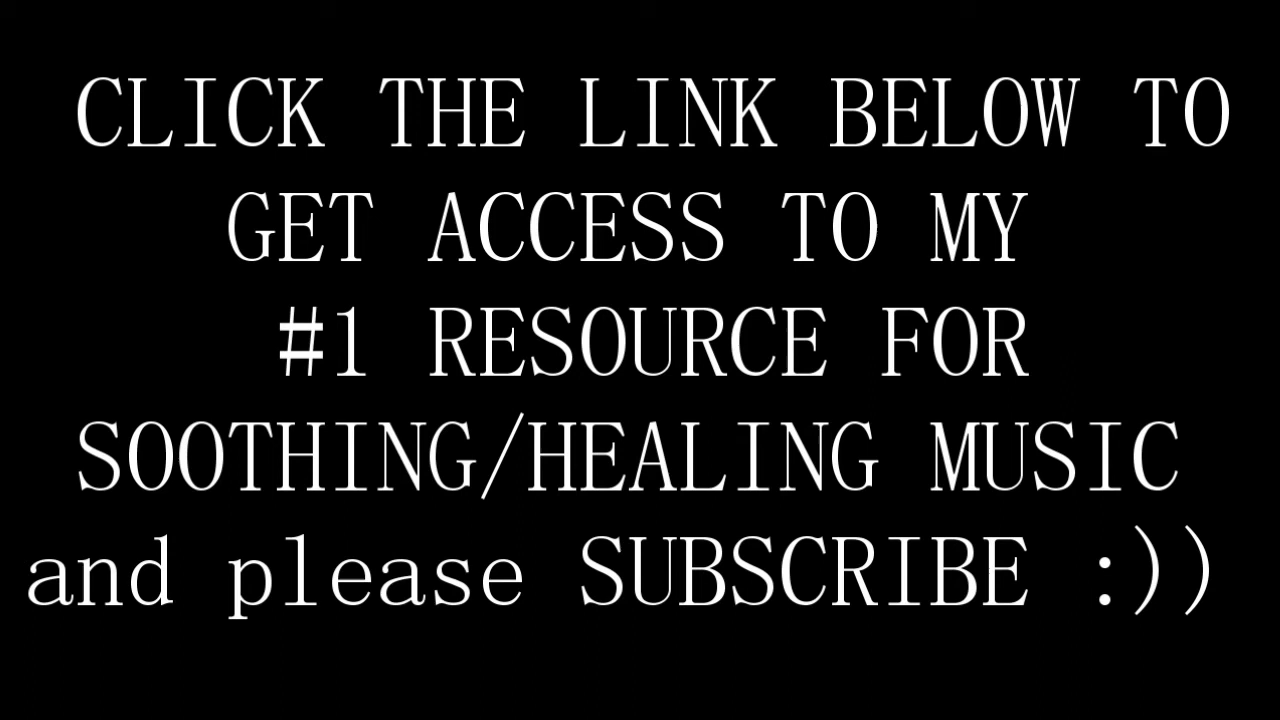 CLICK THE LINK BELOW TO
GET ACCESS TO MY
#1 RESOURCE FOR
SOOTHING/HEALING MUSIC
and please SUBSCRIBE :))